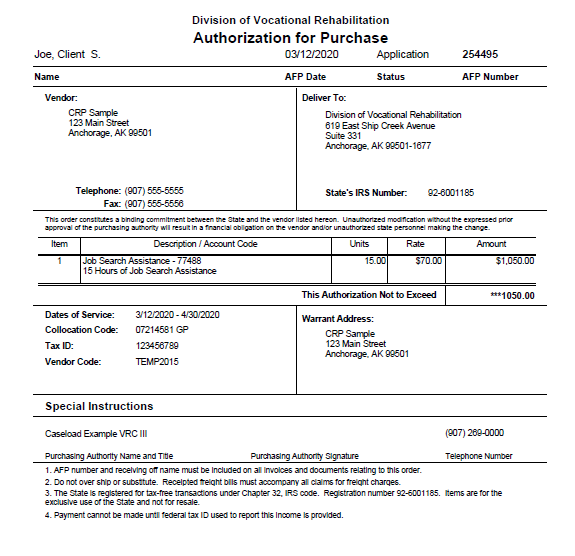 Division of Vocational Rehabilitation
Authorization for Purchase
Joe, Client S. 03/12/2020 Application 254495
Name AFP Date Status AFP Number
Vendor: Deliver To:
CRP Sample
123 Main Street
Anchorage, AK 99501
Division of Vocational Rehabilitation
619 East Ship Creek Avenue
Suite 331
Anchorage, AK 99501-1677
Telephone: (907) 555-5555
Fax: (907) 555-5556
State's IRS Number: 92-6001185
This order constitutes a binding commitment between the State and the vendor listed hereon. Unauthorized modification without the expressed prior
approval of the purchasing authority will result in a financial obligation on the vendor and/or unauthorized state personnel making the change.
Item Description / Account Code Units Rate Amount
1 Job Search Assistance - 77488 15.00 $70.00 $1,050.00
15 Hours of Job Search Assistance
This Authorization Not to Exceed ***1050.00
Dates of Service: 3/12/2020 - 4/30/2020
Collocation Code: 07214581 GP
Tax ID: 123456789
Vendor Code: TEMP2015
Warrant Address:
CRP Sample
123 Main Street
Anchorage, AK 99501
Special Instructions
Caseload Example VRC III (907) 269-0000
Purchasing Authority Name and Title Purchasing Authority Signature Telephone Number
1. AFP number and receiving off name must be included on all invoices and documents relating to this order.
2. Do not over ship or substitute. Receipted freight bills must accompany all claims for freight charges.
3. The State is registered for tax-free transactions under Chapter 32, IRS code. Registration number 92-6001185. Items are for the
exclusive use of the State and not for resale.
4. Payment cannot be made until federal tax ID used to report this income is provided.